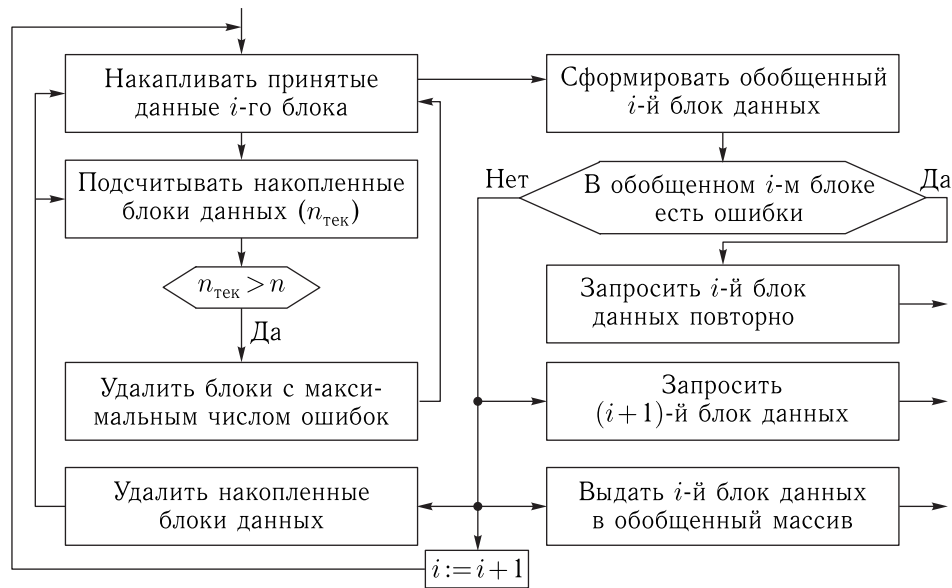 Накапливать принятые
данные i-го блока
Сформировать обобщенный
i-й блок данных
Подсчитывать накопленные
блоки данных (nтек)
Нет
В обобщенном i-м блоке
есть ошибки
Да
nтек > n
Да
Запросить i-й блок
данных повторно
Удалить блоки с макси-
мальным числом ошибок
Запросить
(i+1)-й блок данных
Удалить накопленные
блоки данных
Выдать i-й блок данных
в обобщенный массив
i:=i+1